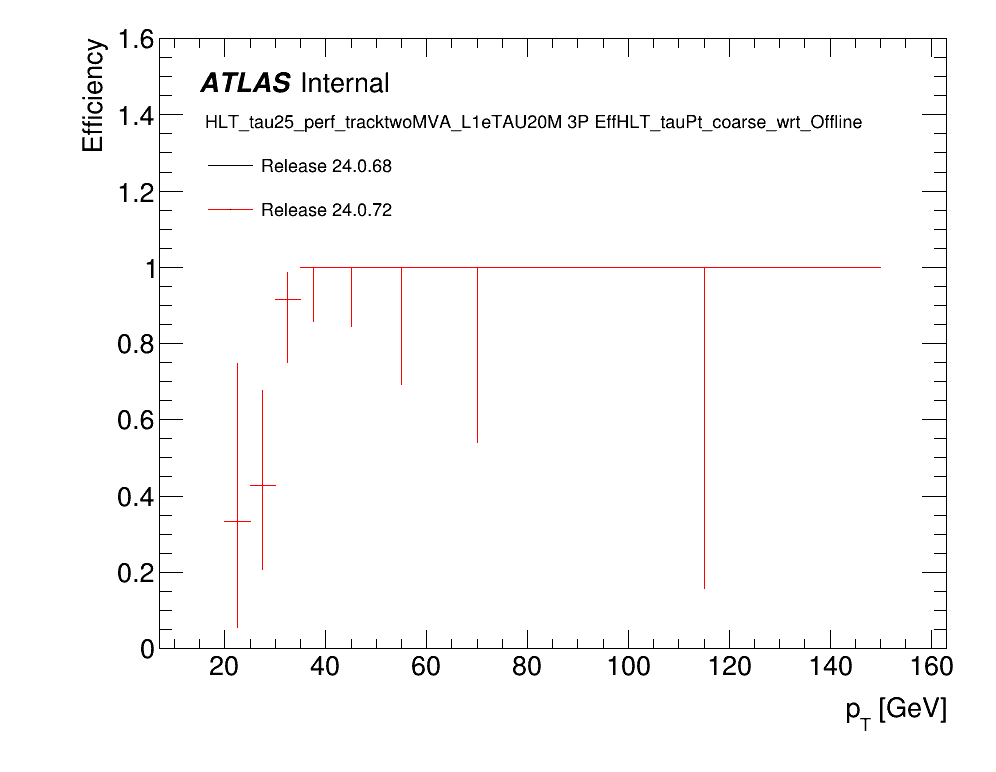 Efficiency
1.6
1.4
1.2
1
0.8
0.6
0.4
0.2
0
ATLAS Internal
HLT_tau25_perf_tracktwoMVA_L1eTAU20M 3P EffHLT_tauPt_coarse_wrt_Offline
Release 24.0.68
Release 24.0.72
20 40 60 80 100 120 140 160
p_T [GeV]